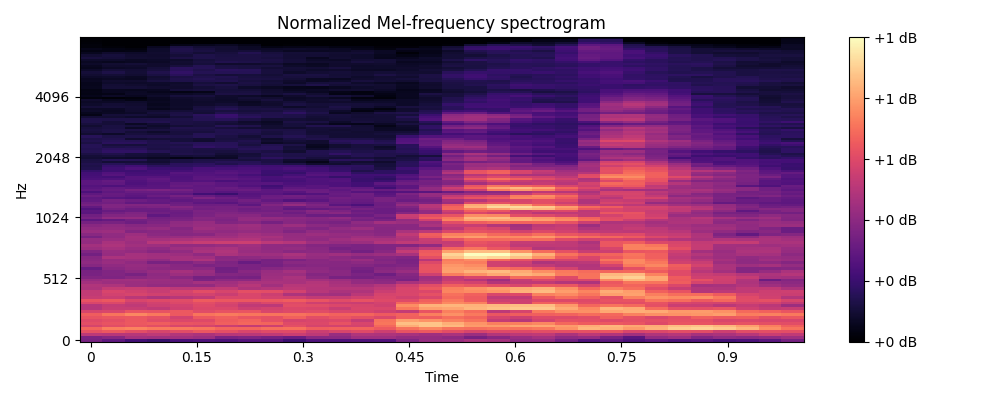 Normalized Mel-frequency spectrogram
Hz
4096
2048
1024
512
0
0 0.15 0.3 0.45 0.6 0.75 0.9
Time
+1 dB
+1 dB
+1 dB
+0 dB
+0 dB
+0 dB